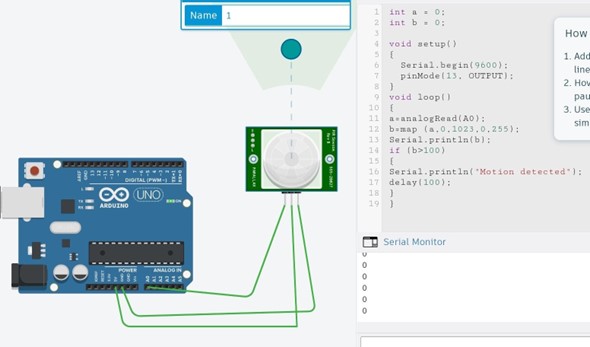 Name 1
How
1. Add
line
2. Hov
pau
3. Use
sim
1 int a = 0;
2 int b = 0;
3
4 void setup()
5 {
6 Serial.begin(9600);
7 pinMode(13, OUTPUT);
8 }
9 void loop()
10 {
11 a=analogRead(A0);
12 b=map (a,0,1023,0,255);
13 Serial.println(b);
14 if (b>100)
15 {
16 Serial.println("Motion detected");
17 delay(100);
18 }
19 }
DIGITAL (PWM~)
UNO
ARDUINO
ON
POWER
ANALOG IN
Serial Monitor
0
0
0
0
0
0